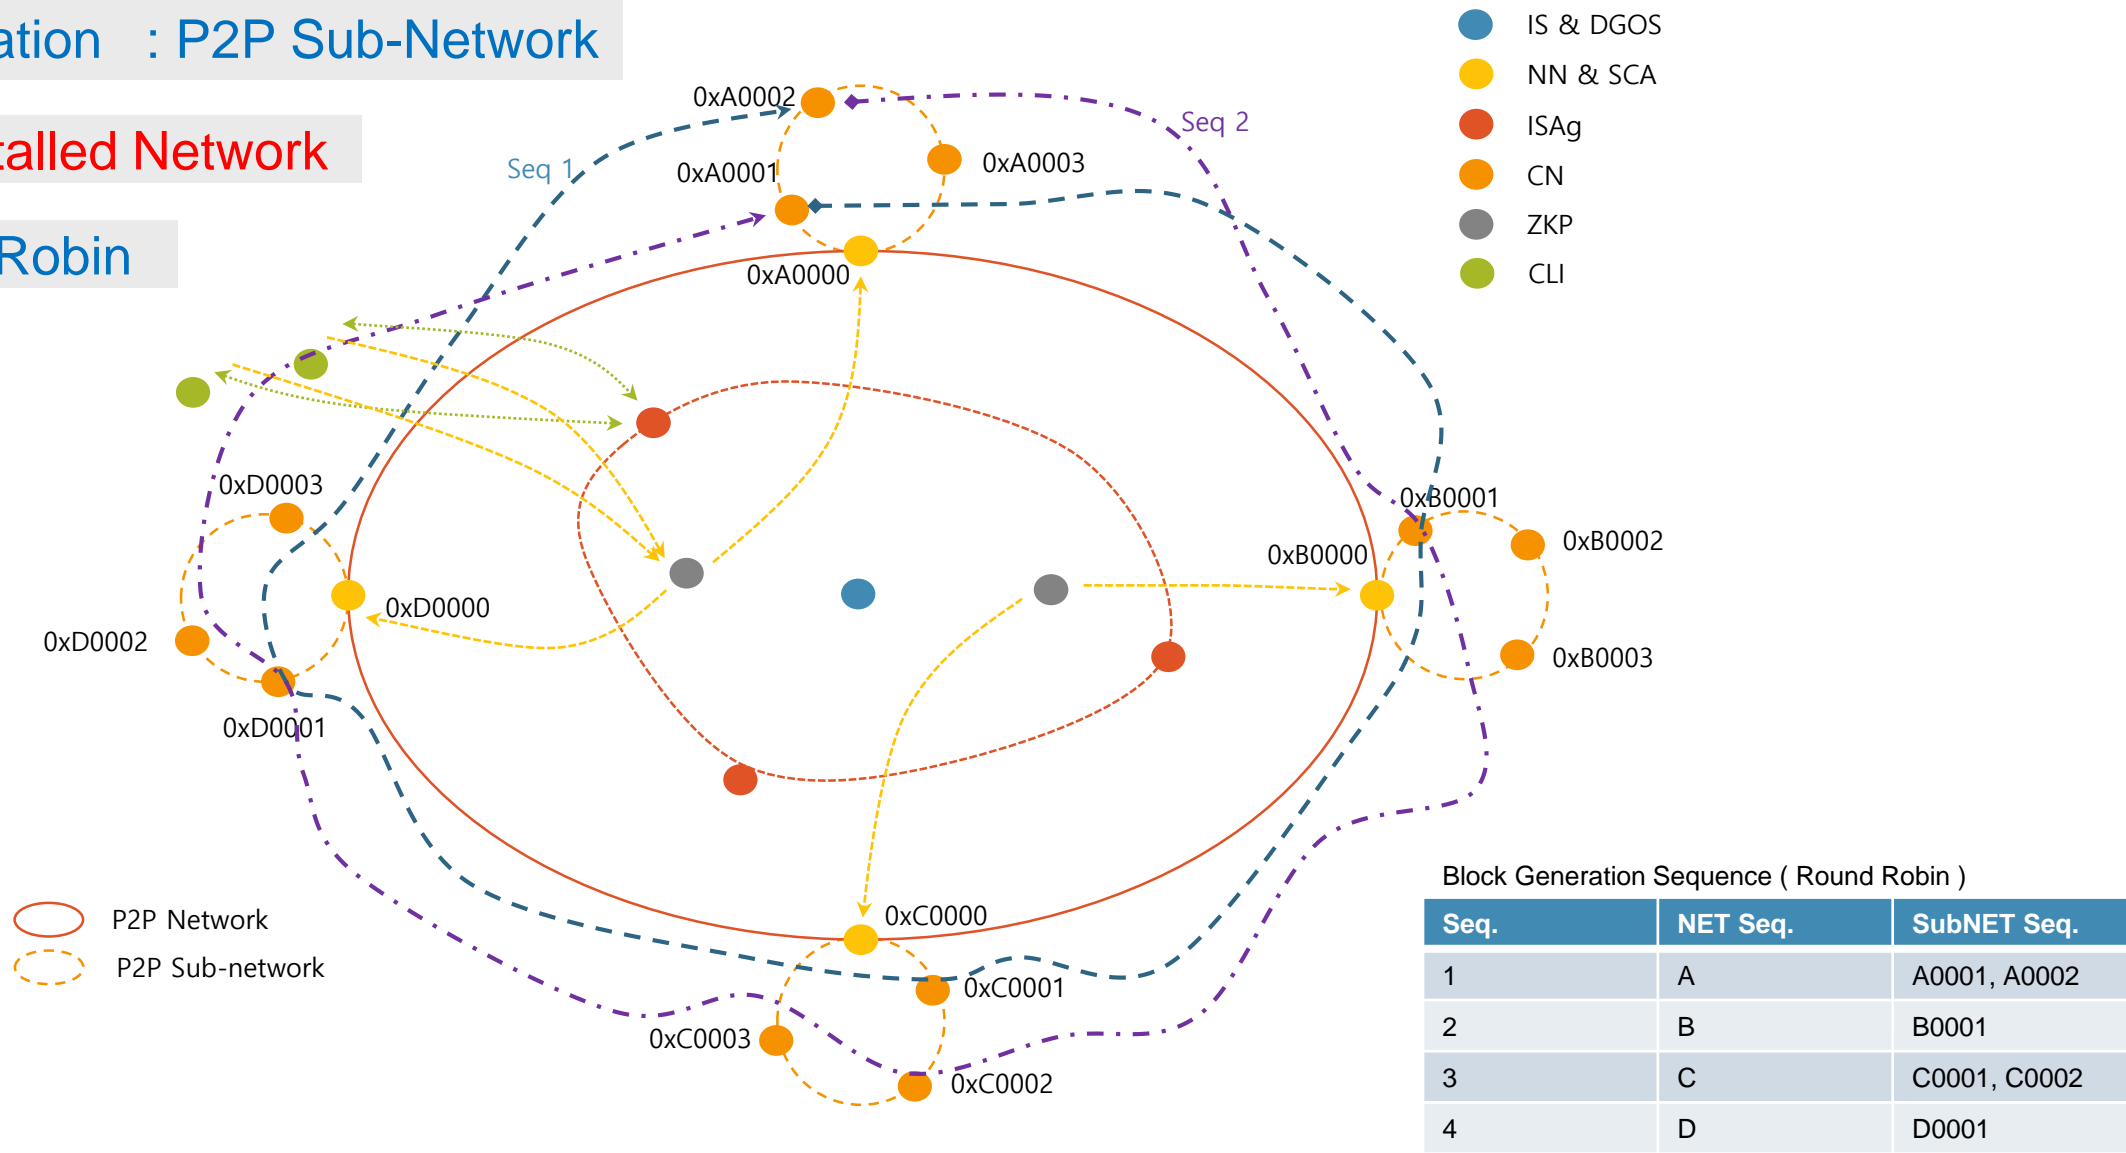 : P2P Sub-Network
Network
Robin
IS & DGOS
NN & SCA
ISAg
CN
ZKP
CLI
Seq 1
Seq 2
0xA0002
0xA0001
0xA0003
0xA0000
0xD0003
0xD0000
0xD0002
0xD0001
0xB0001
0xB0002
0xB0000
0xB0003
0xC0000
0xC0001
0xC0003
0xC0002
P2P Network
P2P Sub-network
Block Generation Sequence ( Round Robin )
Seq. NET Seq. SubNET Seq.
1 A A0001, A0002
2 B B0001
3 C C0001, C0002
4 D D0001